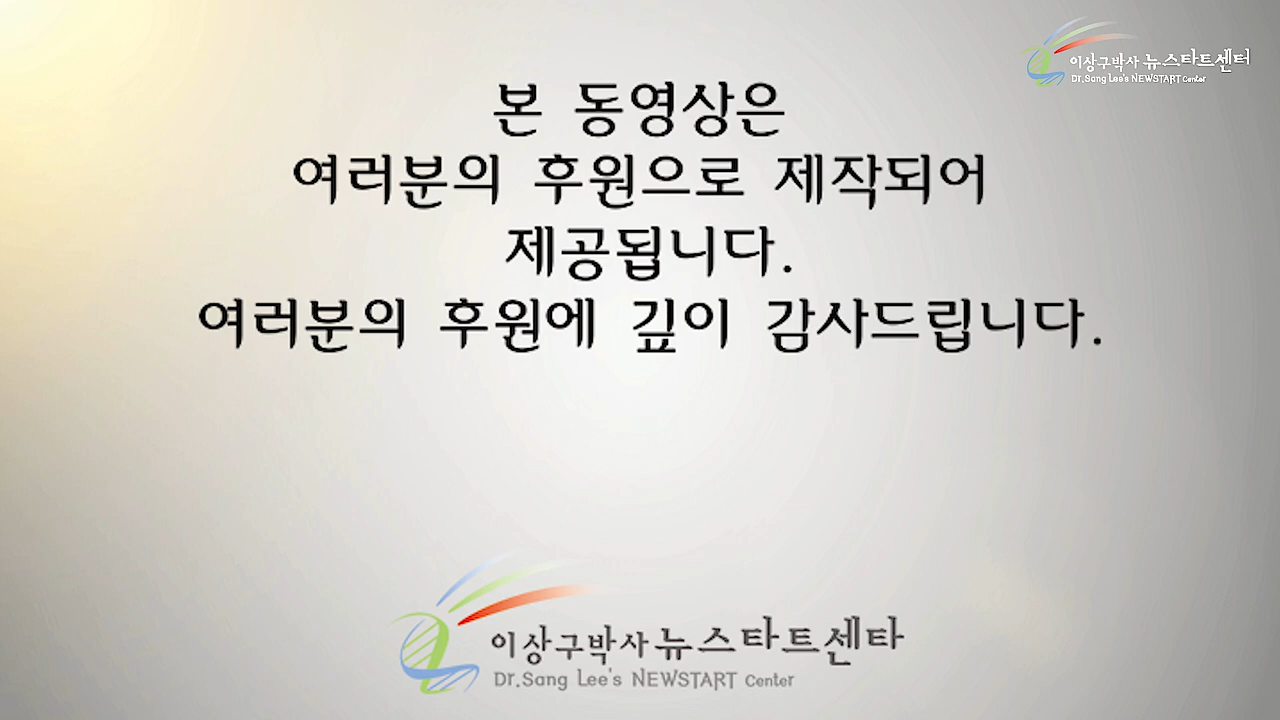 이상구박사 뉴스타트센터
Dr.Sang Lee's NEWSTART Center
본 동영상은
여러분의 후원으로 제작되어
제공됩니다.
여러분의 후원에 깊이 감사드립니다.
이상구박사 뉴스타트센타
Dr.Sang Lee's NEWSTART Center